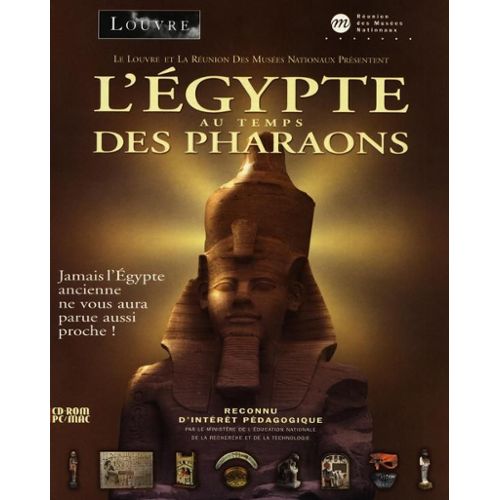 LOUVRE
Réunion
des Musées
Nationaux
LE LOUVRE ET LA RÉUNION DES MUSÉES NATIONAUX PRÉSENTENT
L'ÉGYPTE
AU TEMPS
DES PHARAONS
Jamais l'Égypte
ancienne
ne vous aura
parue aussi
proche !
CD-ROM
PC/MAC
RECONNU
D'INTÉRÊT PÉDAGOGIQUE
PAR LE MINISTÈRE DE L'ÉDUCATION NATIONALE
DE LA RECHERCHE ET DE LA TECHNOLOGIE